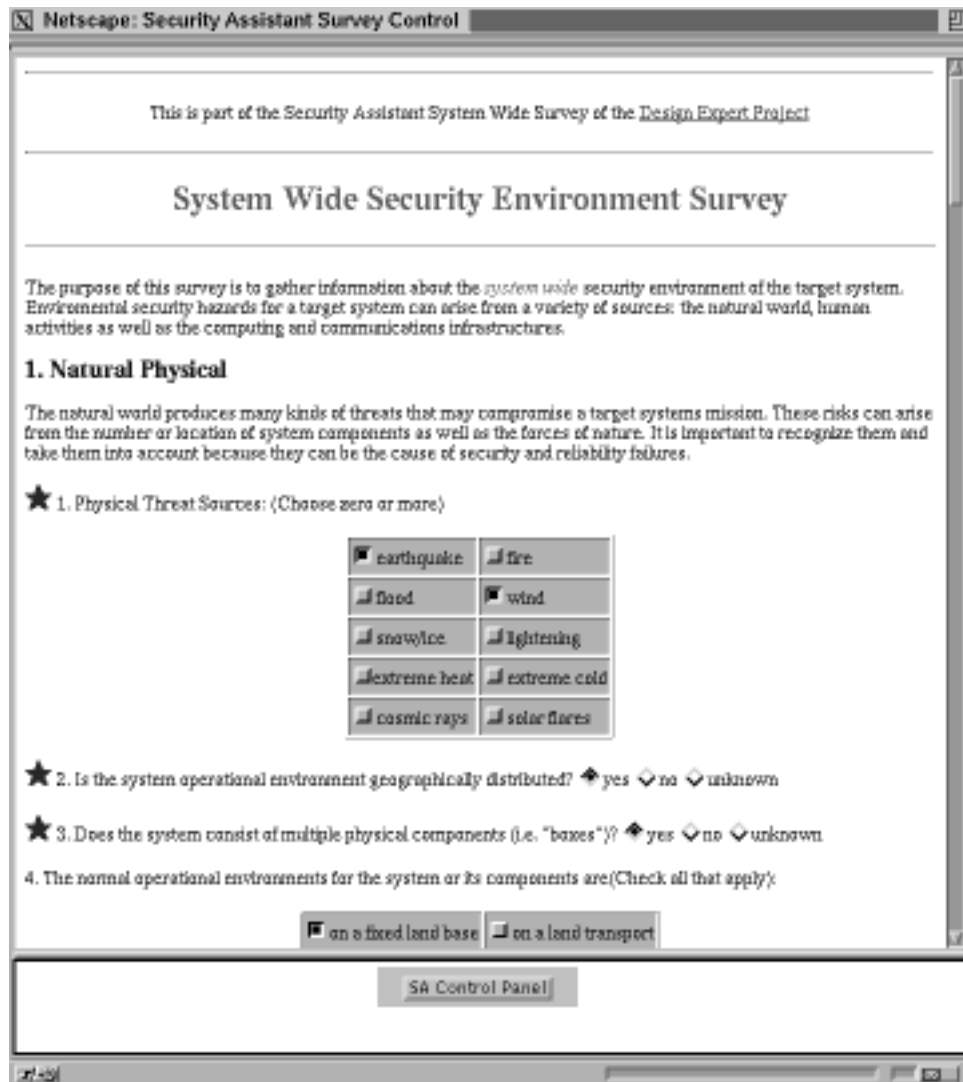 Netscape: Security Assistant Survey Control
This is part of the Security Assistant System Wide Survey of the Design Expert Project
System Wide Security Environment Survey
The purpose of this survey is to gather information about the system wide security environment of the target system.
Enviromental security hazards for a target system can arise from a variety of sources: the natural world, human
activities as well as the computing and communications infrastructures.
1. Natural Physical
The natural world produces many kinds of threats that may compromise a target systems mission. These risks can arise
from the number or location of system components as well as the forces of nature. It is important to recognize them and
take them into account because they can be the cause of security and reliability failures.
1. Physical Threat Sources: (Choose zero or more)
earthquake fire
flood wind
snow/ice lightening
extreme heat extreme cold
cosmic rays solar flares
2. Is the system operational environment geographically distributed? yes no unknown
3. Does the system consist of multiple physical components (i.e. "boxes")? yes no unknown
4. The normal operational environments for the system or its components are(Check all that apply):
on a fixed land base on a land transport
SA Control Panel